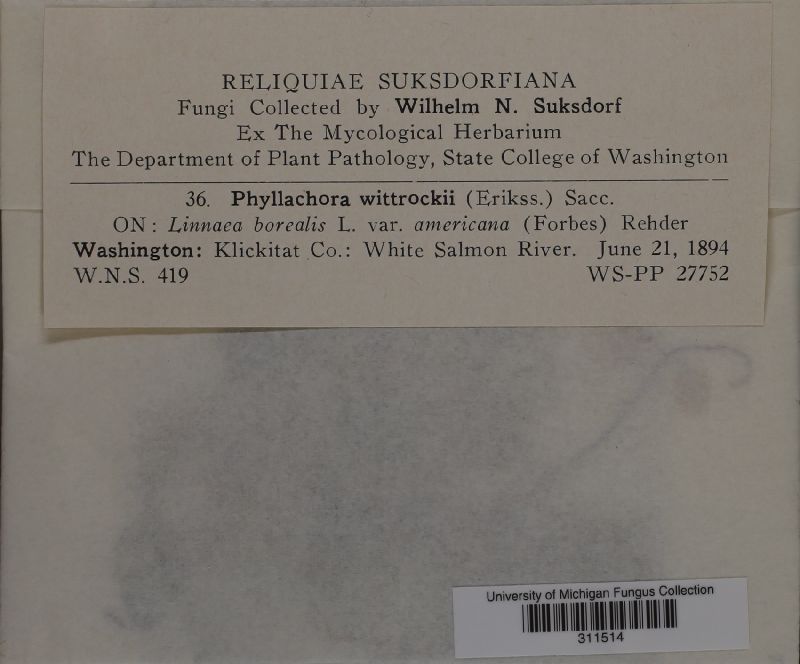 RELIQUIAE SUKSDORFIANA
Fungi Collected by Wilhelm N. Suksdorf
Ex The Mycological Herbarium
The Department of Plant Pathology, State College of Washington
36. Phyllachora wittrockii (Erikss.) Sacc.
ON: Linnaea borealis L. var. americana (Forbes) Rehder
Washington: Klickitat Co.: White Salmon River. June 21, 1894
W.N.S. 419 WS-PP 27752
University of Michigan Fungus Collection
311514